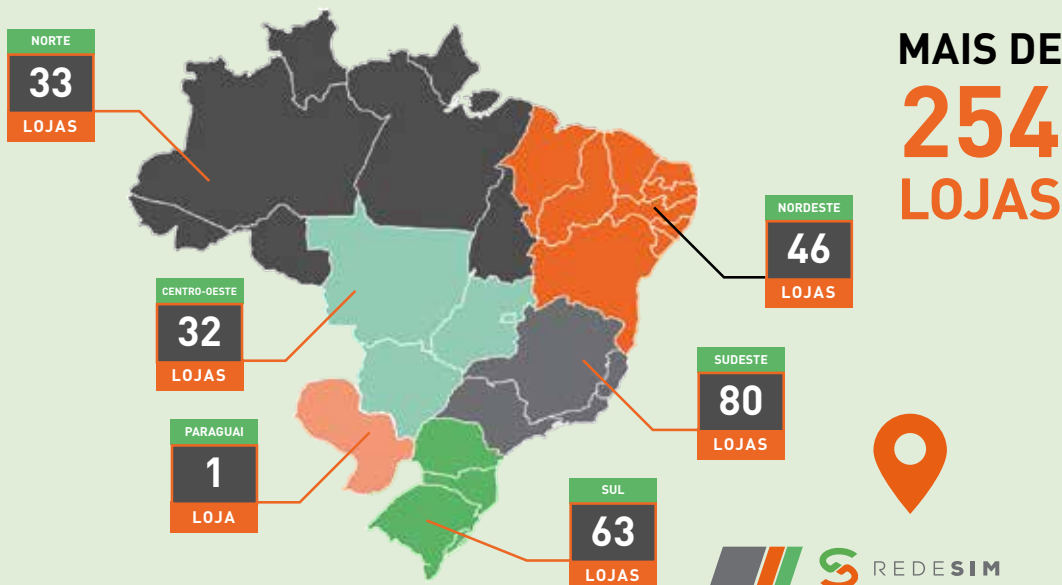 NORTE
33
LOJAS
MAIS DE
254
LOJAS
NORDESTE
46
LOJAS
CENTRO-OESTE
32
LOJAS
SUDESTE
80
LOJAS
PARAGUAI
1
LOJA
SUL
63
LOJAS
REDESIM